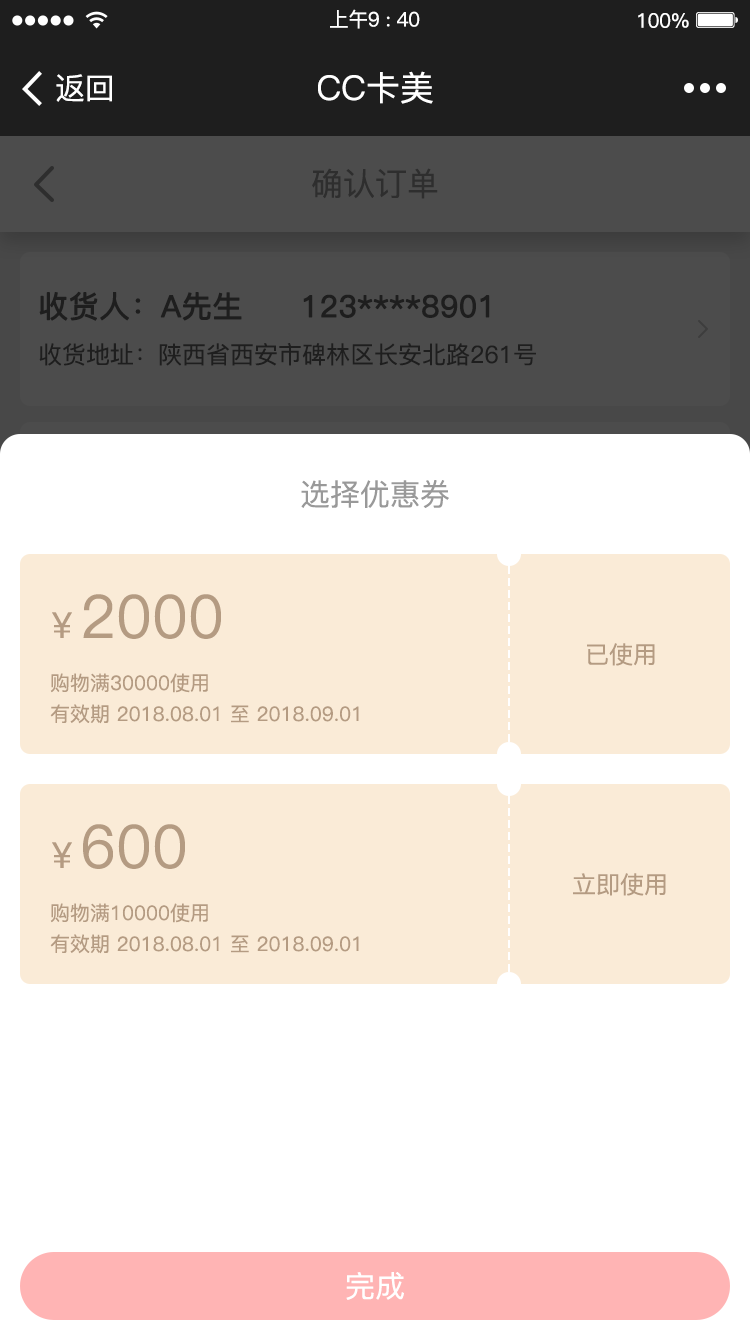 上午9 : 40
100%
返回
CC卡美
确认订单
收货人：A先生 123****8901
收货地址：陕西省西安市碑林区长安北路261号
选择优惠券
¥2000
购物满30000使用
有效期 2018.08.01 至 2018.09.01
已使用
¥600
购物满10000使用
有效期 2018.08.01 至 2018.09.01
立即使用
完成